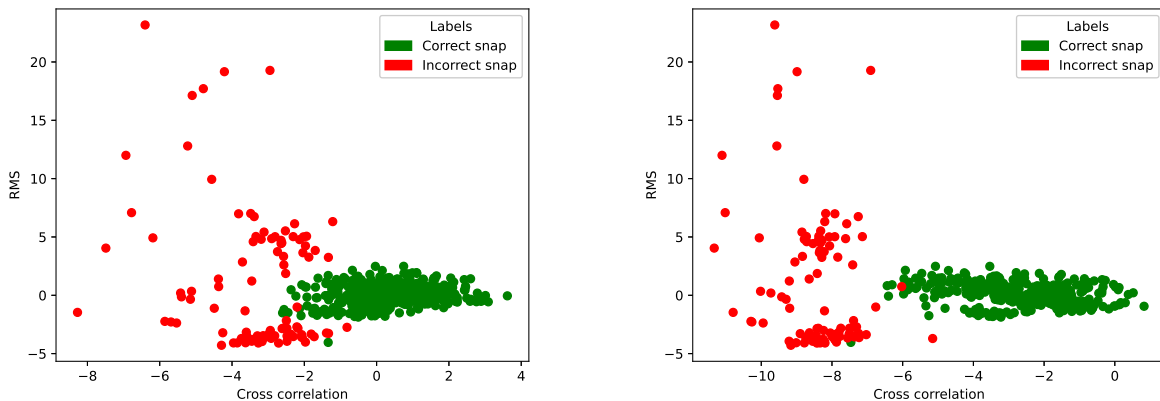 Labels
Correct snap
Incorrect snap
20
15
10
5
0
−5
RMS
−8 −6 −4 −2 0 2 4
Cross correlation
Labels
Correct snap
Incorrect snap
20
15
10
5
0
−5
RMS
−10 −8 −6 −4 −2 0
Cross correlation